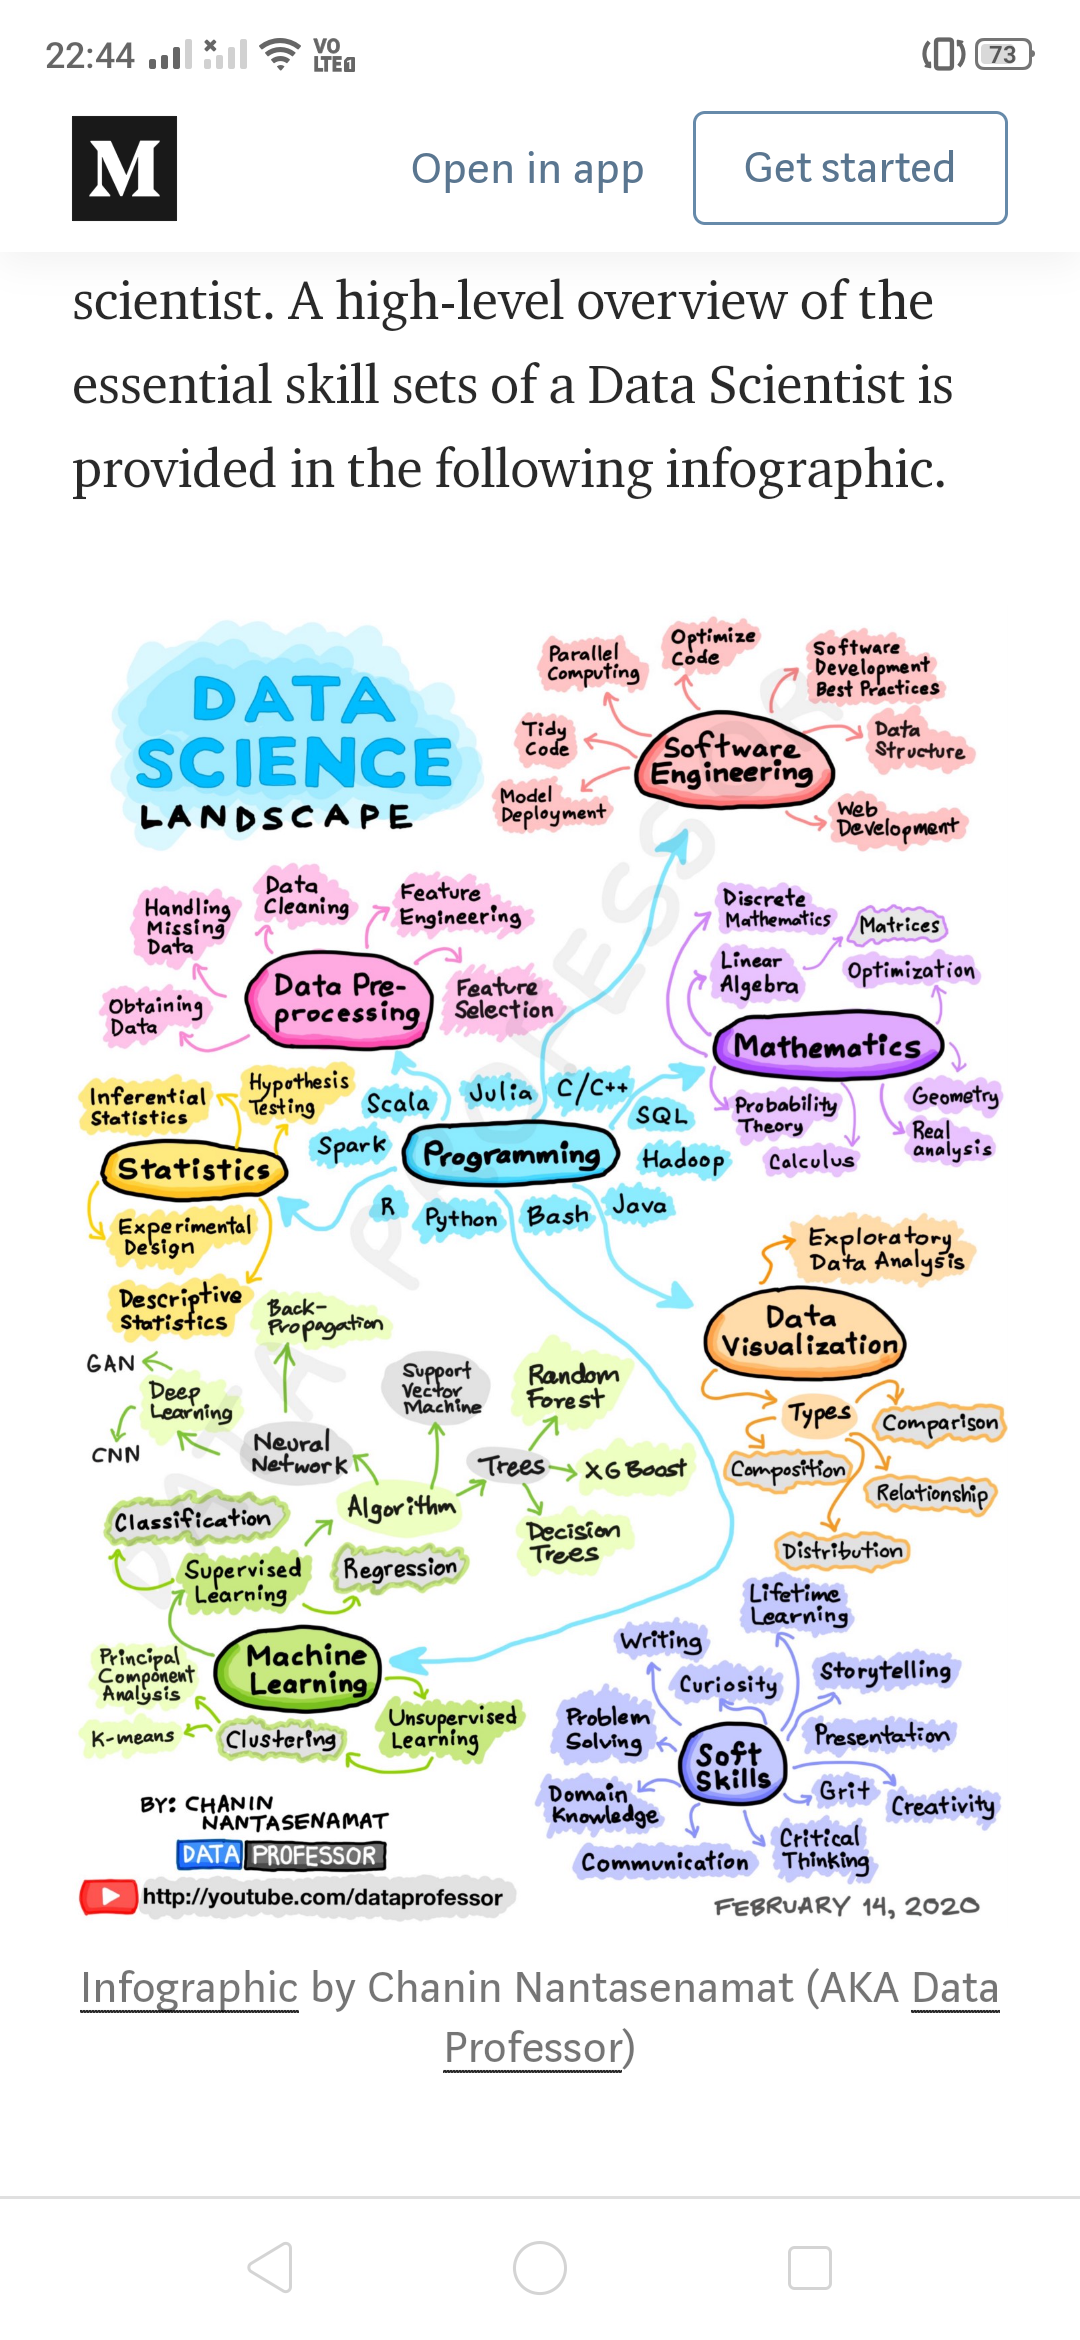 22:44
VO
LTE1
73
M
Open in app
Get started
scientist. A high-level overview of the
essential skill sets of a Data Scientist is
provided in the following infographic.
DATA
SCIENCE
LANDSCAPE
Parallel
Computing
Optimize
Code
Software
Development
Best Practices
Tidy
Code
Software
Engineering
Data
Structure
Model
Deployment
Web
Development
Handling
Missing
Data
Data
Cleaning
Feature
Engineering
Data Pre-
processing
Feature
Selection
Obtaining
Data
Discrete
Mathematics
Matrices
Linear
Algebra
Optimization
Mathematics
Probability
Theory
Calculus
Geometry
Real
analysis
Inferential
Statistics
Hypothesis
Testing
Statistics
Experimental
Design
Descriptive
Statistics
Scala
Julia
C/C++
SQL
Spark
Programming
Hadoop
R
Python
Bash
Java
Exploratory
Data Analysis
Data
Visualization
Types
Comparison
Composition
Relationship
Distribution
Back-
Propagation
GAN
Deep
Learning
CNN
Neural
Network
Support
Vector
Machine
Random
Forest
Trees
XG Boost
Decision
Trees
Algorithm
Classification
Supervised
Learning
Regression
Machine
Learning
Principal
Component
Analysis
K-means
Clustering
Unsupervised
Learning
Lifetime
Learning
Writing
Curiosity
Storytelling
Problem
Solving
Soft
Skills
Presentation
Domain
Knowledge
Grit
Creativity
Communication
Critical
Thinking
BY: CHANIN
NANTASENAMAT
DATA PROFESSOR
http://youtube.com/dataprofessor
FEBRUARY 14, 2020
DATA PROFESSOR
Infographic by Chanin Nantasenamat (AKA Data
Professor)